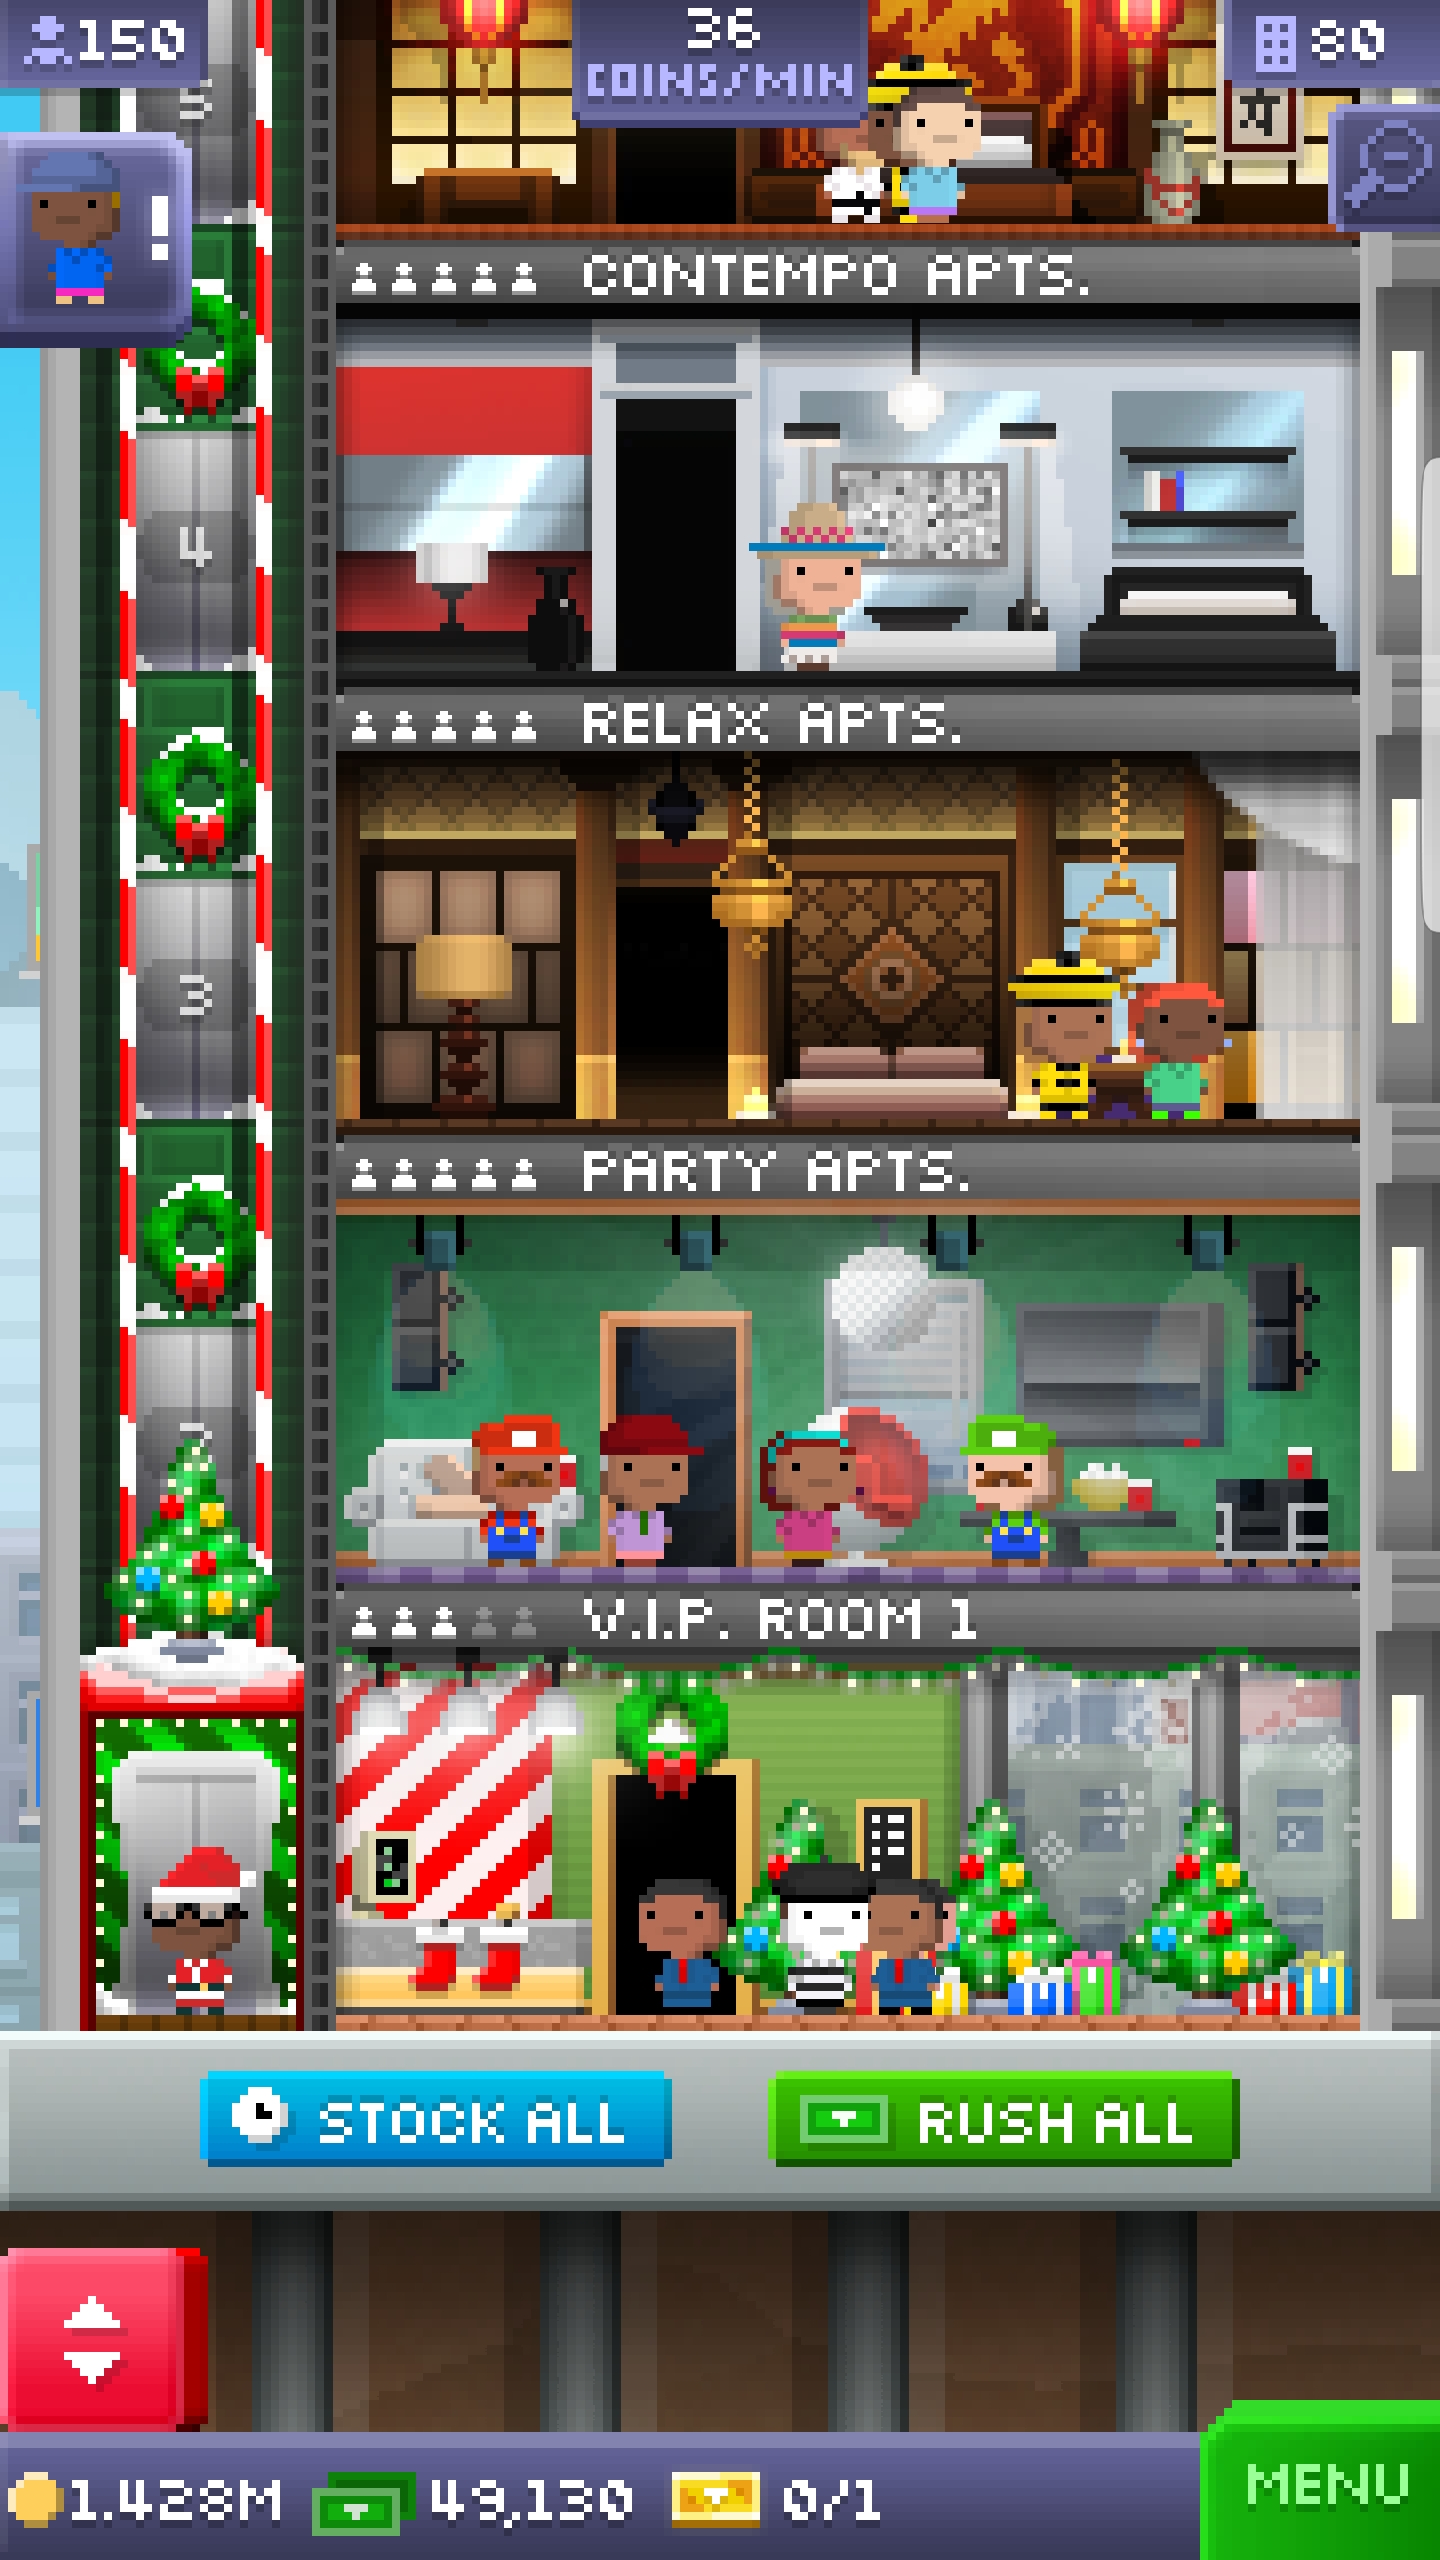 150
36
COINS/MIN
80
5
!
CONTEMPO APTS.
4
RELAX APTS.
3
PARTY APTS.
2
V.I.P. ROOM 1
STOCK ALL
RUSH ALL
1.428M
49,130
0/1
MENU